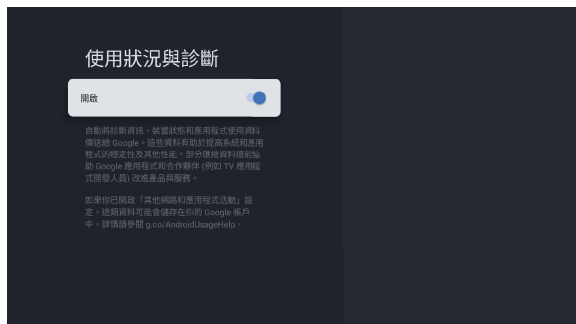 使用狀況與診斷
開啟
自動將診斷資訊、裝置狀態和應用程式使用資料
傳送給 Google。這些資料有助於提高系統和應用
程式的穩定性及其他性能。部分匯總資料還能協
助 Google 應用程式和合作夥伴 (例如 TV 應用程
式開發人員) 改進產品與服務。
如果你已開啟「其他網路和應用程式活動」設
定，這類資料可能會儲存在你的 Google 帳戶
中。詳情請參閱 g.co/AndroidUsageHelp。